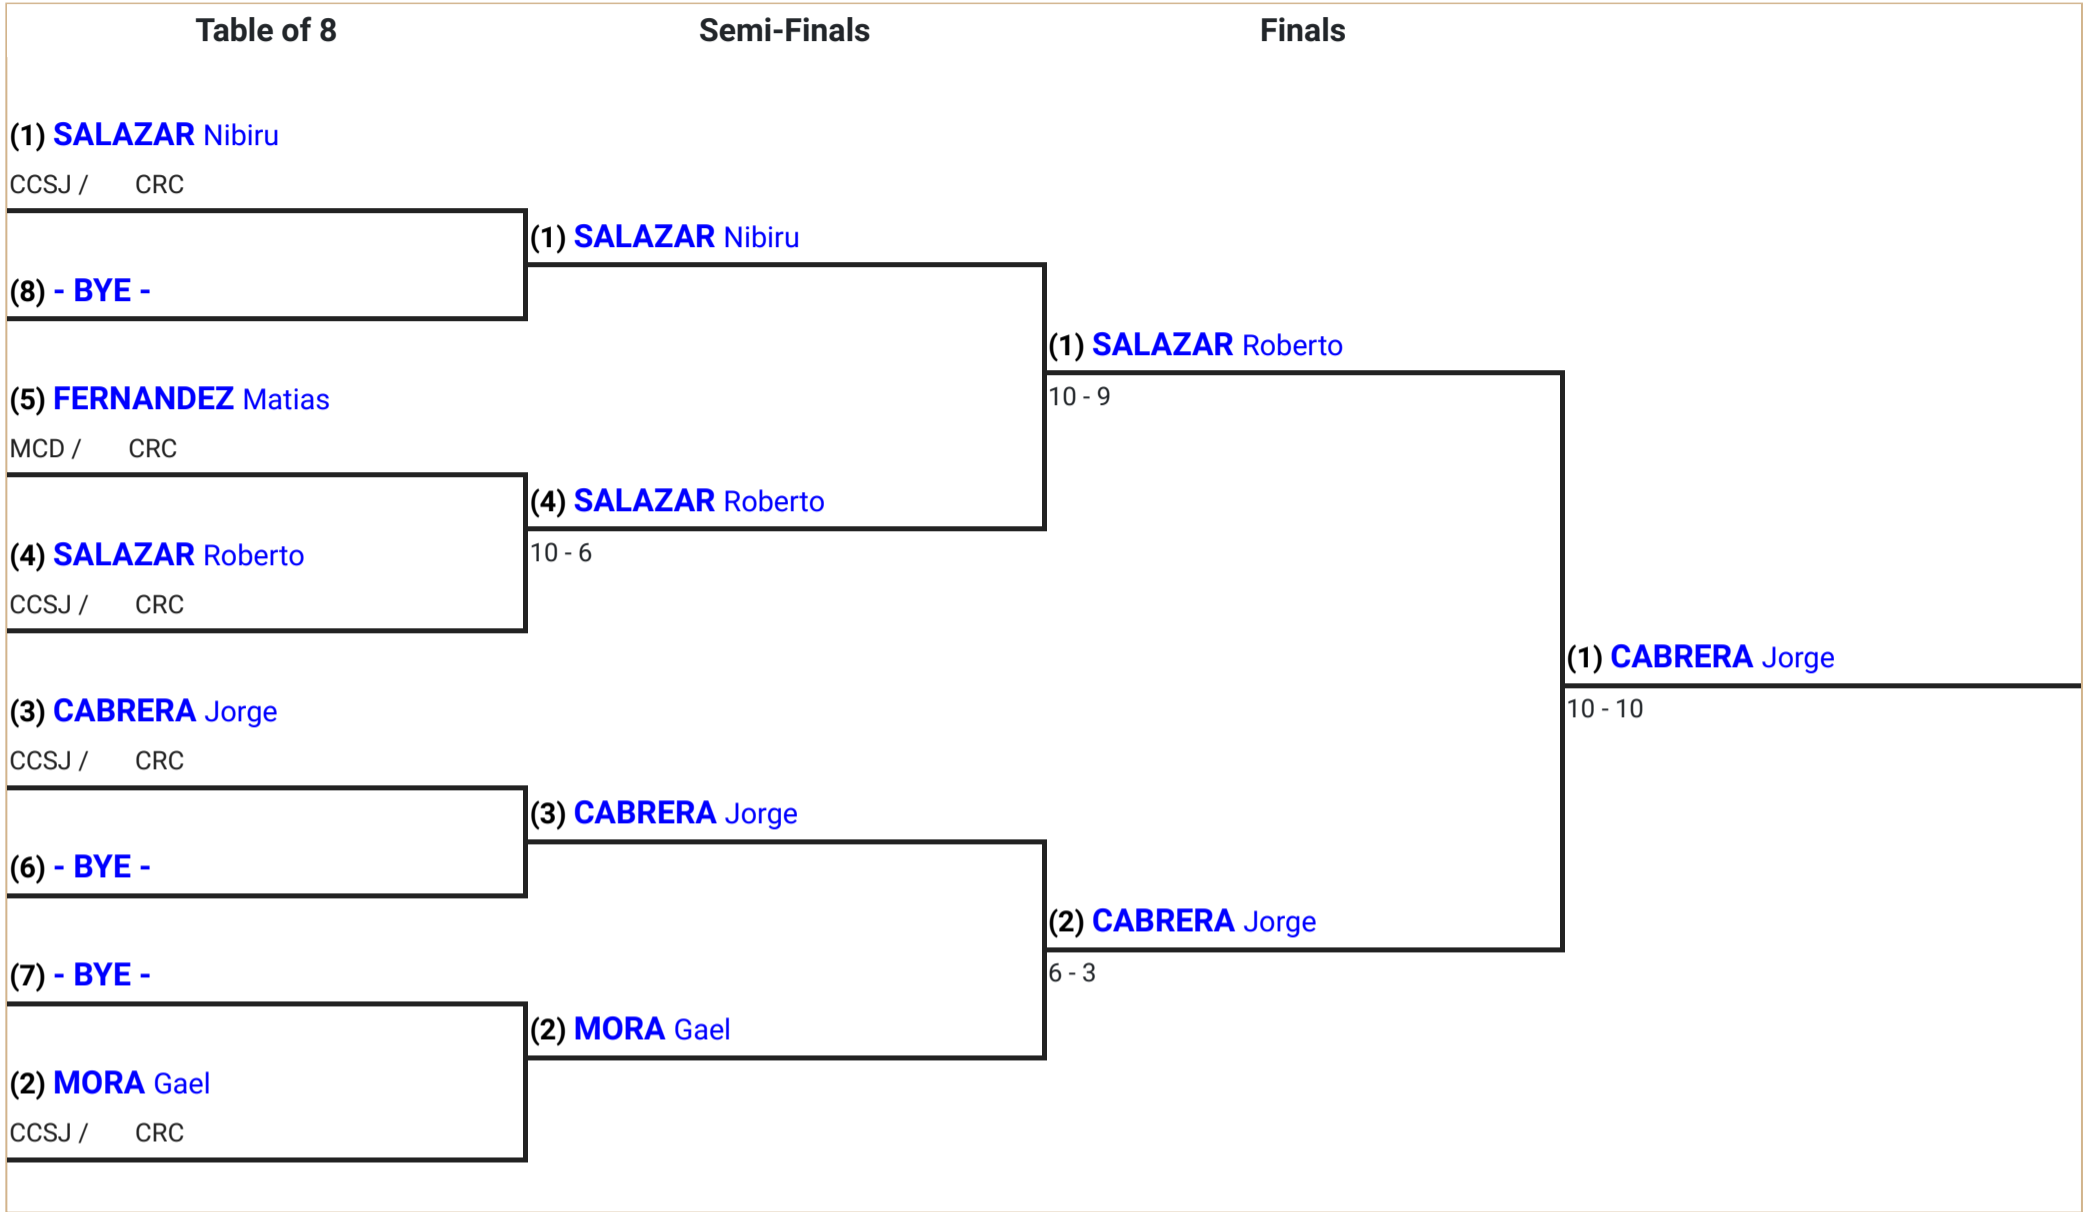 Table of 8
Semi-Finals
Finals
(1) SALAZAR Nibiru
CCSJ / CRC
(8) - BYE -
(5) FERNANDEZ Matias
MCD / CRC
(4) SALAZAR Roberto
CCSJ / CRC
(3) CABRERA Jorge
CCSJ / CRC
(6) - BYE -
(7) - BYE -
(2) MORA Gael
CCSJ / CRC
(1) SALAZAR Nibiru
(4) SALAZAR Roberto
10 - 6
(3) CABRERA Jorge
(2) MORA Gael
(1) SALAZAR Roberto
10 - 9
(2) CABRERA Jorge
6 - 3
(1) CABRERA Jorge
10 - 10